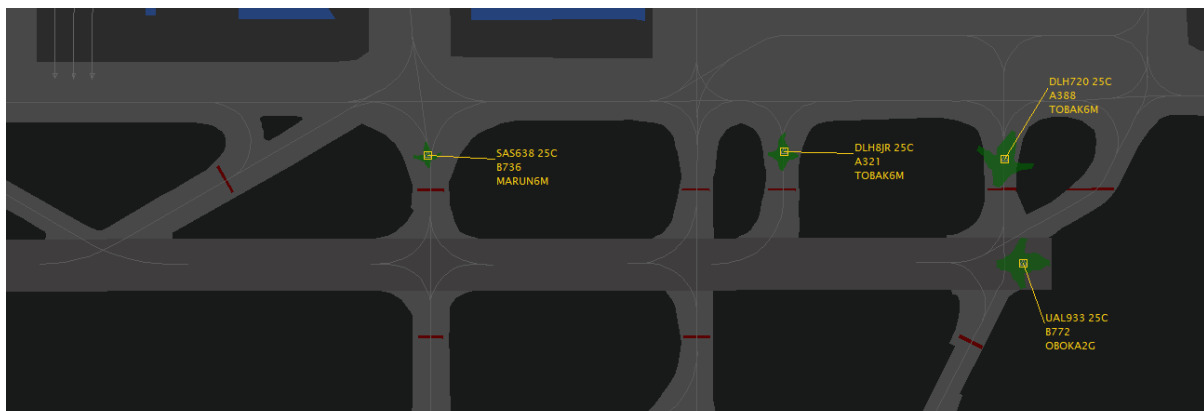 DLH720 25C
A388
TOBAK6M
SAS638 25C
B736
MARUN6M
DLH8JR 25C
A321
TOBAK6M
UAL933 25C
B772
OBOKA2G